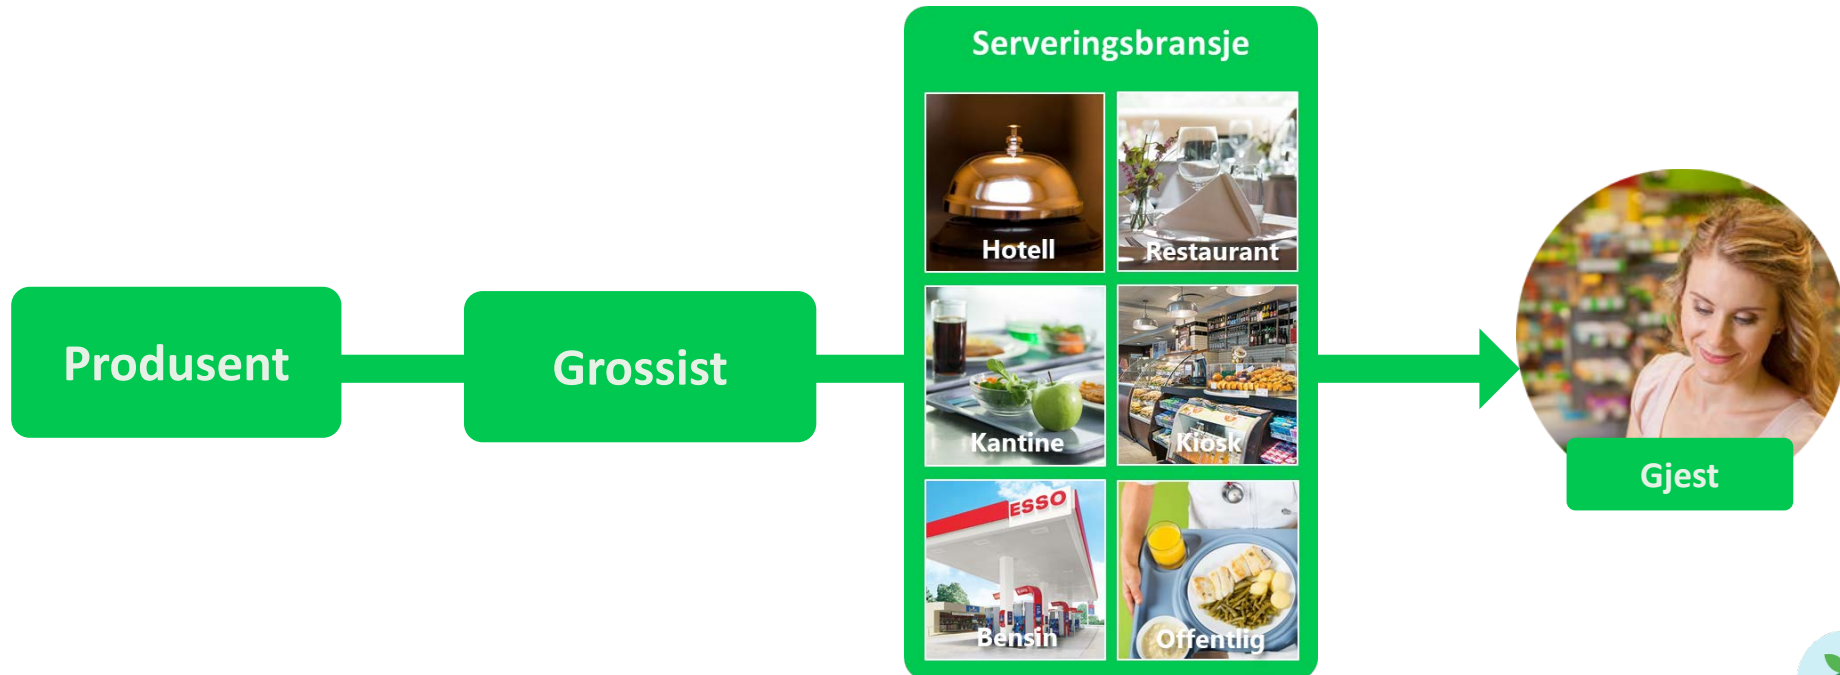 Serveringsbransje
Hotell
Restaurant
Produsent
Grossist
Kantine
Kiosk
Gjest
ESSO
Bensin
Offentlig